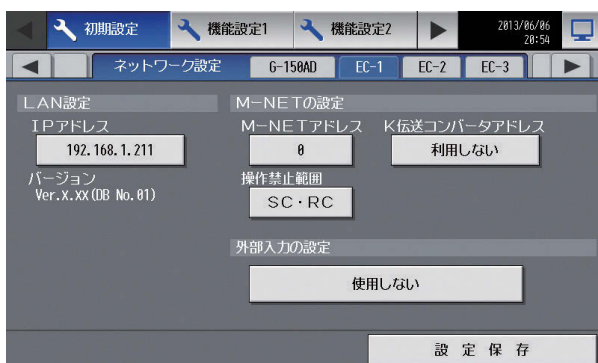 初期設定 機能設定1 機能設定2 2013/06/06
20:54
ネットワーク設定 G-150AD EC-1 EC-2 EC-3
LAN設定 M-NETの設定
IPアドレス M-NETアドレス K伝送コンバータアドレス
192.168.1.211 0 利用しない
バージョン 操作禁止範囲
Ver.X.XX(DB No.01) SC・RC
外部入力の設定
使用しない
設 定 保 存